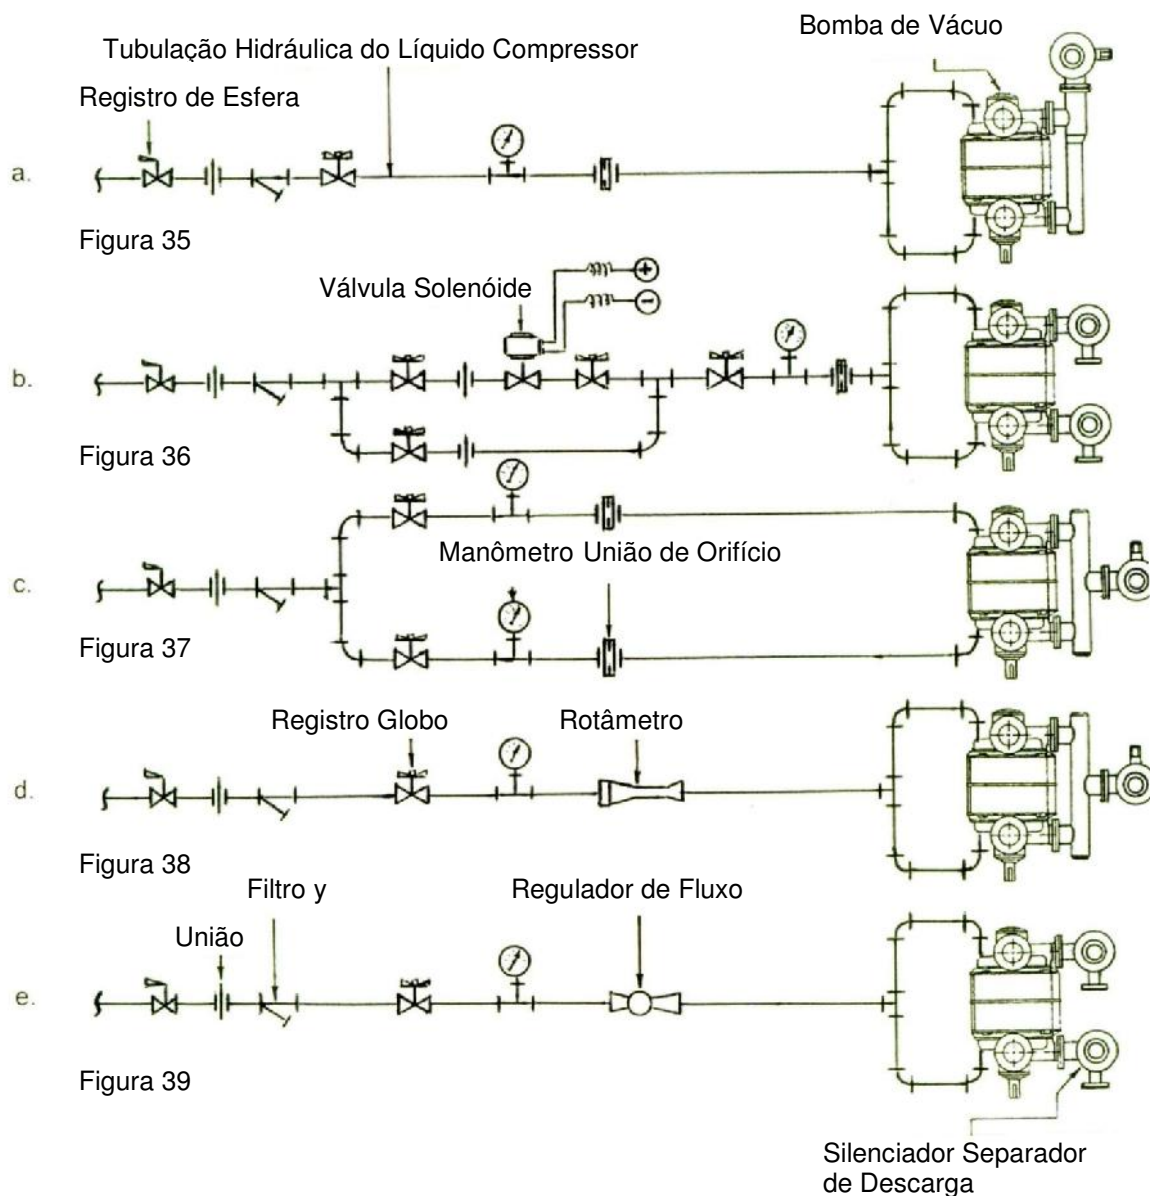 Bomba de Vácuo
Tubulação Hidráulica do Líquido Compressor
Registro de Esfera
a.
Figura 35
Válvula Solenóide
+
-
b.
Figura 36
Manômetro União de Orifício
c.
Figura 37
Registro Globo Rotâmetro
d.
Figura 38
Filtro y Regulador de Fluxo
União
e.
Figura 39
Silenciador Separador
de Descarga